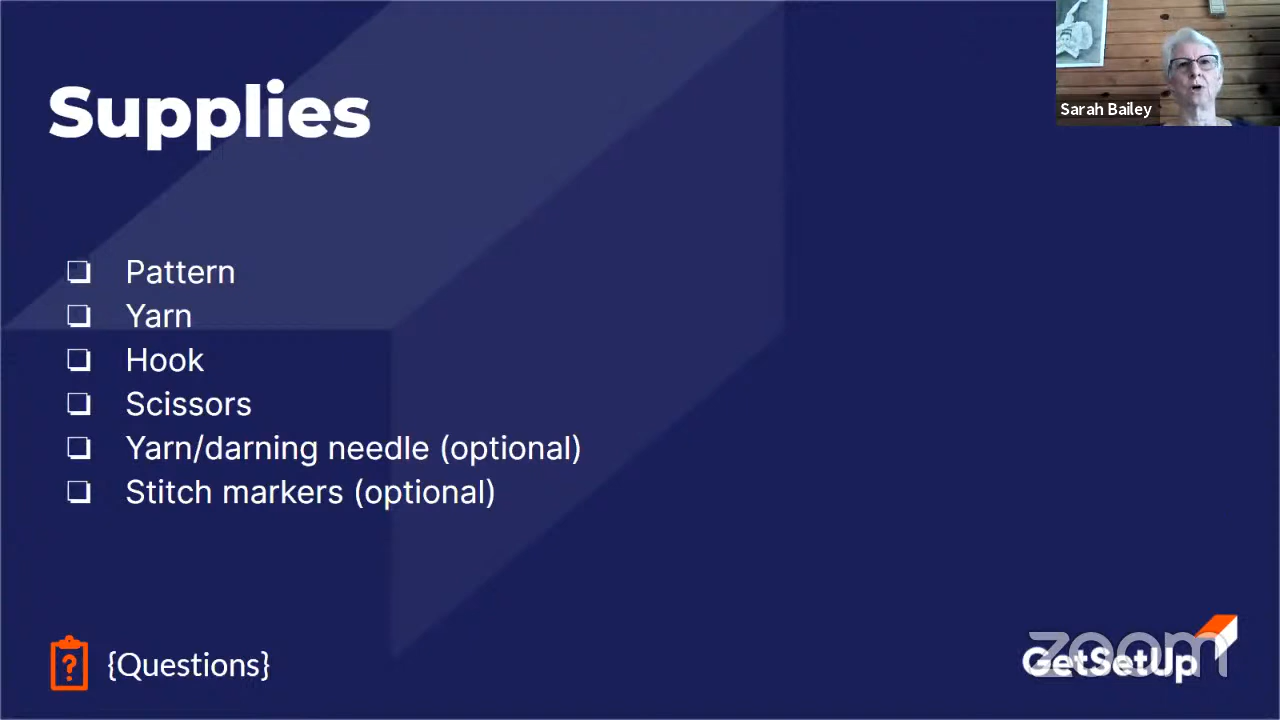 Supplies
Sarah Bailey
❏ Pattern
❏ Yarn
❏ Hook
❏ Scissors
❏ Yarn/darning needle (optional)
❏ Stitch markers (optional)
?
{Questions}
zoom
GetSetUp